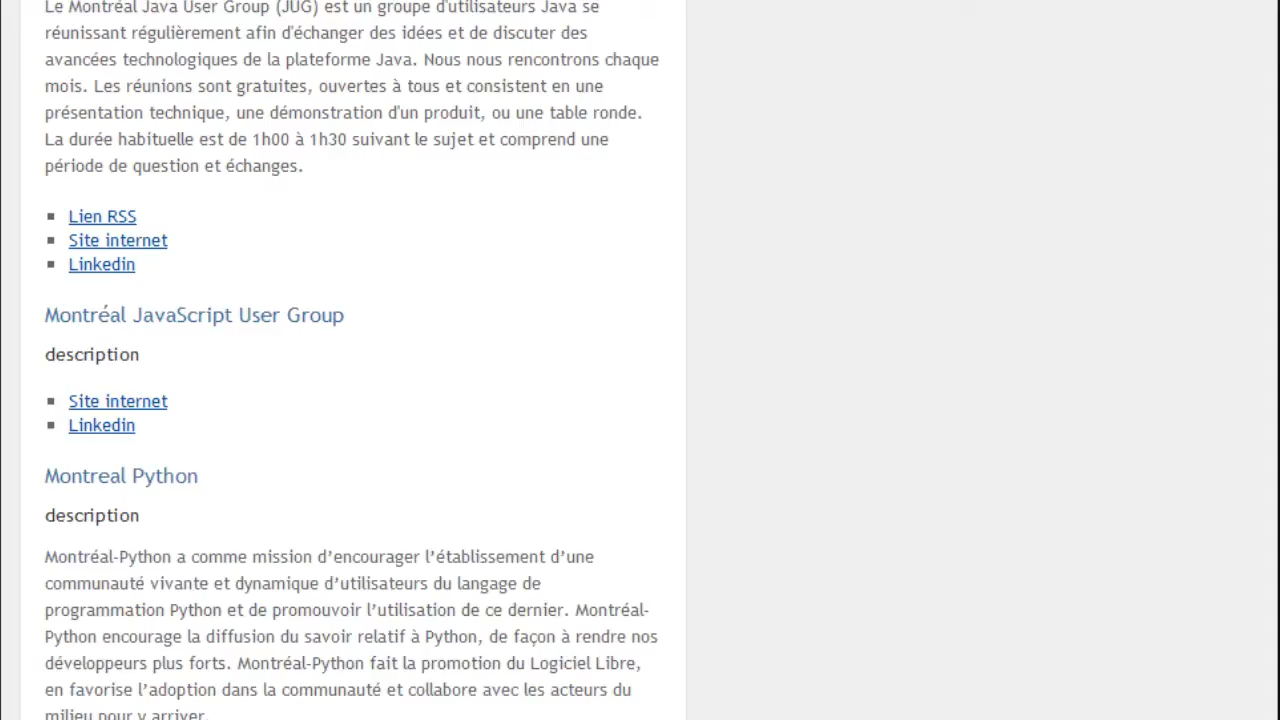 Le Montréal Java User Group (JUG) est un groupe d'utilisateurs Java se
réunissant régulièrement afin d'échanger des idées et de discuter des
avancées technologiques de la plateforme Java. Nous nous rencontrons chaque
mois. Les réunions sont gratuites, ouvertes à tous et consistent en une
présentation technique, une démonstration d'un produit, ou une table ronde.
La durée habituelle est de 1h00 à 1h30 suivant le sujet et comprend une
période de question et échanges.
Lien RSS
Site internet
Linkedin
Montréal JavaScript User Group
description
Site internet
Linkedin
Montreal Python
description
Montréal-Python a comme mission d’encourager l’établissement d’une
communauté vivante et dynamique d’utilisateurs du langage de
programmation Python et de promouvoir l’utilisation de ce dernier. Montréal-
Python encourage la diffusion du savoir relatif à Python, de façon à rendre nos
développeurs plus forts. Montréal-Python fait la promotion du Logiciel Libre,
en favorise l’adoption dans la communauté et collabore avec les acteurs du
milieu pour y arriver.